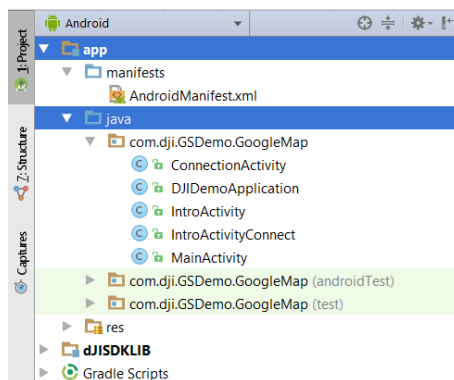 Android
1: Project
7: Structure
Captures
app
manifests
AndroidManifest.xml
java
com.dji.GSDemo.GoogleMap
ConnectionActivity
DJIDemoApplication
IntroActivity
IntroActivityConnect
MainActivity
com.dji.GSDemo.GoogleMap (androidTest)
com.dji.GSDemo.GoogleMap (test)
res
dJISDKLIB
Gradle Scripts